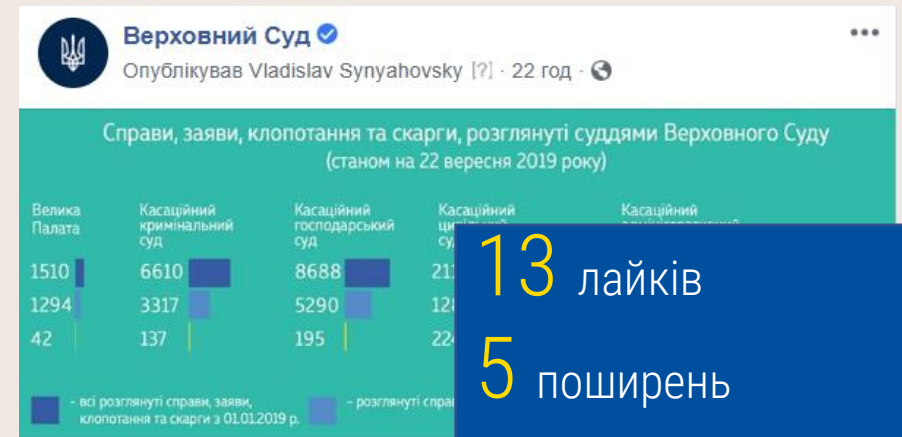 Верховний Суд
Опублікував Vladislav Synyahovsky [?] · 22 год ·
Справи, заяви, клопотання та скарги, розглянуті суддями Верховного Суду
(станом на 22 вересня 2019 року)
Велика Палата
Касаційний кримінальний суд
Касаційний господарський суд
Касаційний
Касаційний
1510 6610 8688
1294 3317 5290
42 137 195
- всі розглянуті справи, заяви,
клопотання та скарги з 01.01.2019 р.
- розглянуті
13 лайків
5 поширень